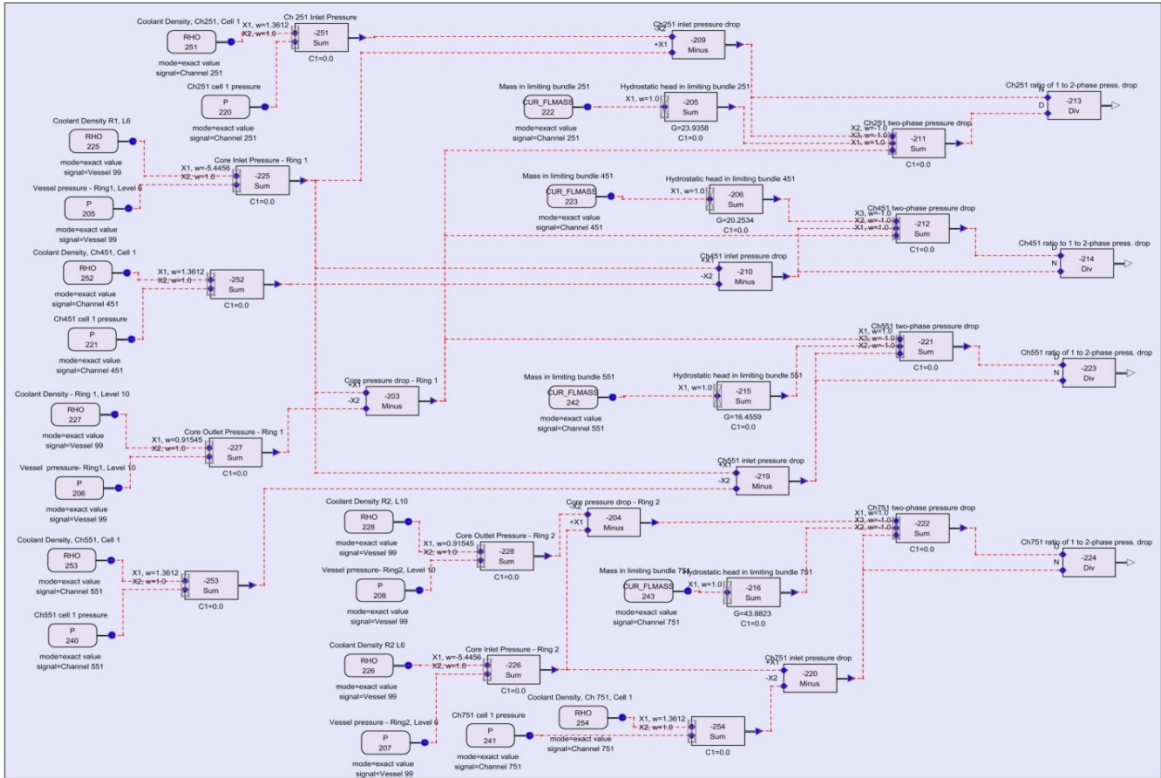 Coolant Density, Ch251, Cell 1
RHO
251
mode=exact value
signal=Channel 251
X1, w=1.3612
X2, w=1.0
Ch 251 Inlet Pressure
-251
Sum
C1=0.0
Ch251 cell 1 pressure
P
220
mode=exact value
signal=Channel 251
Coolant Density R1, L6
RHO
225
mode=exact value
signal=Vessel 99
X1, w=-5.4456
X2, w=1.0
Core Inlet Pressure - Ring 1
-225
Sum
C1=0.0
Vessel pressure - Ring1, Level 6
P
205
mode=exact value
signal=Vessel 99
Coolant Density, Ch451, Cell 1
RHO
252
mode=exact value
signal=Channel 451
X1, w=1.3612
X2, w=1.0
-252
Sum
C1=0.0
Ch451 cell 1 pressure
P
221
mode=exact value
signal=Channel 451
Coolant Density - Ring 1, Level 10
RHO
227
mode=exact value
signal=Vessel 99
X1, w=0.91545
X2, w=1.0
Core Outlet Pressure - Ring 1
-227
Sum
C1=0.0
Vessel pressure- Ring1, Level 10
P
206
mode=exact value
signal=Vessel 99
Core pressure drop - Ring 1
+X1
-X2
-203
Minus
Coolant Density, Ch551, Cell 1
RHO
253
mode=exact value
signal=Channel 551
X1, w=1.3612
X2, w=1.0
-253
Sum
C1=0.0
Ch551 cell 1 pressure
P
240
mode=exact value
signal=Channel 551
Ch251 inlet pressure drop
-X2
+X1
-209
Minus
Mass in limiting bundle 251
CUR_FLMASS
222
mode=exact value
signal=Channel 251
Hydrostatic head in limiting bundle 251
X1, w=1.0
-205
Sum
G=23.9358
C1=0.0
Ch251 two-phase pressure drop
X2, w=-1.0
X3, w=-1.0
X1, w=1.0
-211
Sum
C1=0.0
Ch251 ratio of 1 to 2-phase press. drop
N
D
-213
Div
Mass in limiting bundle 451
CUR_FLMASS
223
mode=exact value
signal=Channel 451
Hydrostatic head in limiting bundle 451
X1, w=1.0
-206
Sum
G=20.2534
C1=0.0
Ch451 two-phase pressure drop
X3, w=-1.0
X2, w=-1.0
X1, w=1.0
-212
Sum
C1=0.0
Ch451 inlet pressure drop
+X1
-X2
-210
Minus
Ch451 ratio to 1 to 2-phase press. drop
D
N
-214
Div
Mass in limiting bundle 551
CUR_FLMASS
242
mode=exact value
signal=Channel 551
Hydrostatic head in limiting bundle 551
X1, w=1.0
-215
Sum
G=16.4559
C1=0.0
Ch551 two-phase pressure drop
X1, w=1.0
X3, w=-1.0
X2, w=-1.0
-221
Sum
C1=0.0
Ch551 ratio of 1 to 2-phase press. drop
D
N
-223
Div
Ch551 inlet pressure drop
+X1
-X2
-219
Minus
Coolant Density R2, L10
RHO
228
mode=exact value
signal=Vessel 99
X1, w=0.91545
X2, w=1.0
Core Outlet Pressure - Ring 2
-228
Sum
C1=0.0
Vessel pressure- Ring2, Level 10
P
208
mode=exact value
signal=Vessel 99
Core pressure drop - Ring 2
-X2
+X1
-204
Minus
Mass in limiting bundle 751
CUR_FLMASS
243
mode=exact value
signal=Channel 751
Hydrostatic head in limiting bundle 751
X1, w=1.0
-216
Sum
G=43.8823
C1=0.0
Ch751 two-phase pressure drop
X1, w=1.0
X3, w=-1.0
X2, w=-1.0
-222
Sum
C1=0.0
Ch751 ratio of 1 to 2-phase press. drop
D
N
-224
Div
Coolant Density R2 L6
RHO
226
mode=exact value
signal=Vessel 99
X1, w=-5.4456
X2, w=1.0
Core Inlet Pressure - Ring 2
-226
Sum
C1=0.0
Vessel pressure - Ring2, Level 6
P
207
mode=exact value
signal=Vessel 99
Ch751 inlet pressure drop
+X1
-X2
-220
Minus
Coolant Density, Ch 751, Cell 1
RHO
254
mode=exact value
signal=Channel 751
X1, w=1.3612
X2, w=1.0
-254
Sum
C1=0.0
Ch751 cell 1 pressure
P
241
mode=exact value
signal=Channel 751